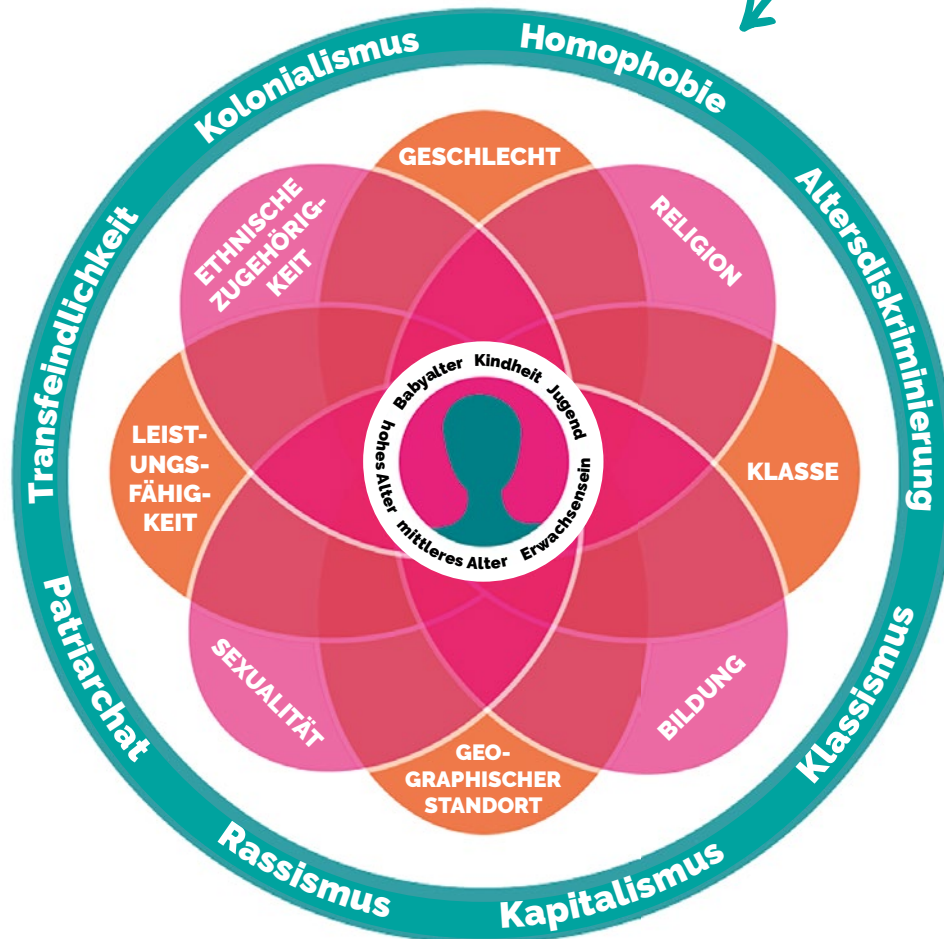 Kolonialismus
Homophobie
Altersdiskriminierung
Klassismus
Kapitalismus
Rassismus
Patriarchat
Transfeindlichkeit
GESCHLECHT
RELIGION
KLASSE
BILDUNG
GEO-
GRAPHISCHER
STANDORT
SEXUALITÄT
LEIST-
UNGS-
FÄHIG-
KEIT
ETHNISCHE
ZUGEHÖRIG-
KEIT
Babyalter
Kindheit
Jugend
Erwachsensein
mittleres Alter
hohes Alter